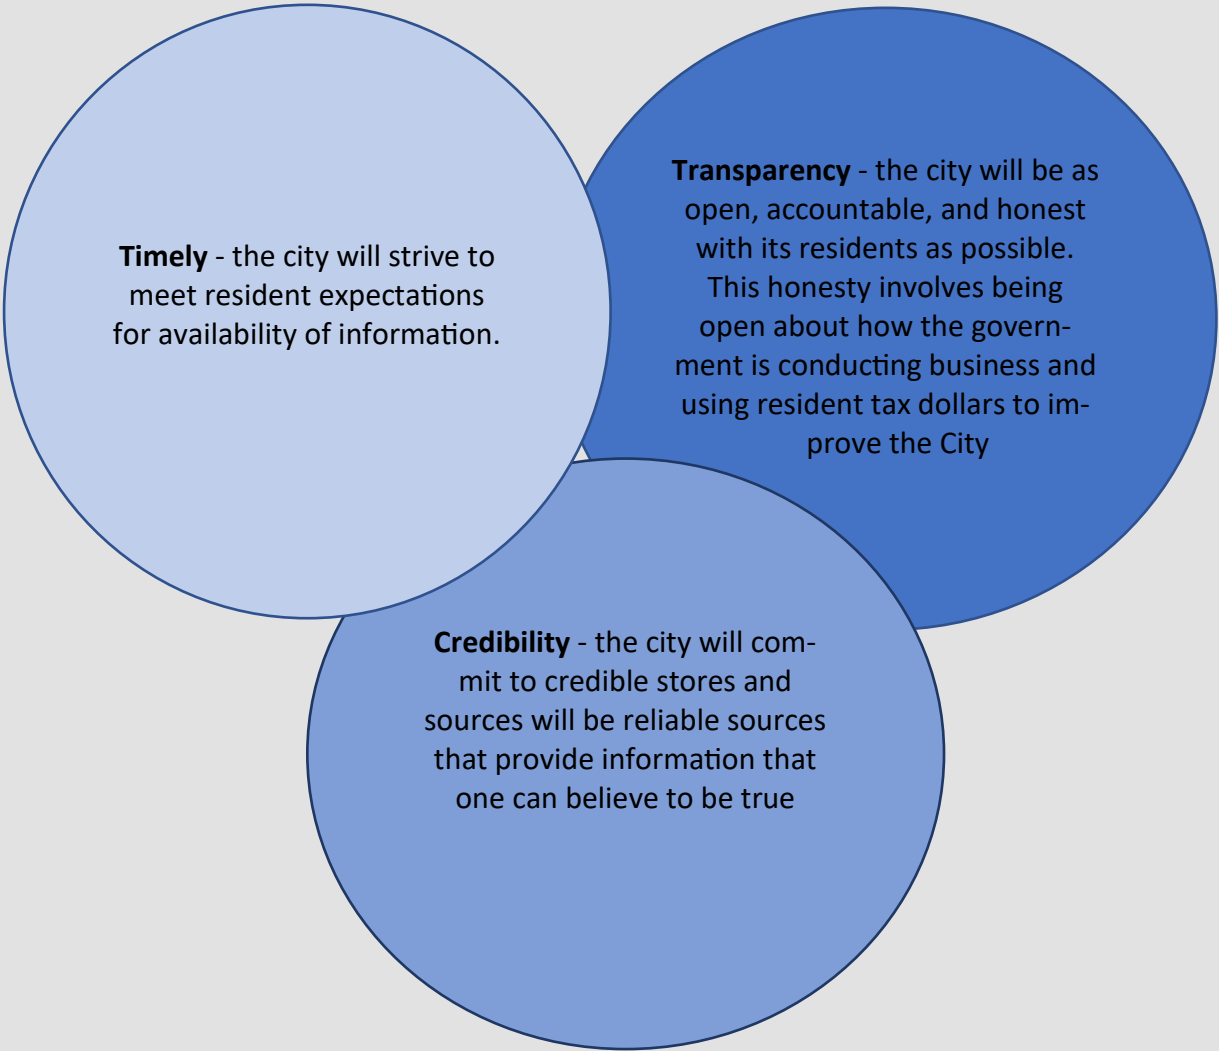 Timely - the city will strive to
meet resident expectations
for availability of information.
Transparency - the city will be as
open, accountable, and honest
with its residents as possible.
This honesty involves being
open about how the govern-
ment is conducting business and
using resident tax dollars to im-
prove the City
Credibility - the city will com-
mit to credible stores and
sources will be reliable sources
that provide information that
one can believe to be true